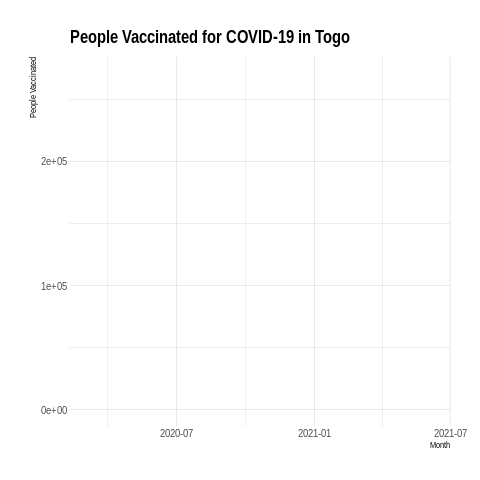 People Vaccinated for COVID-19 in Togo
People Vaccinated
2e+05
1e+05
0e+00
2020-07
2021-01
2021-07
Month